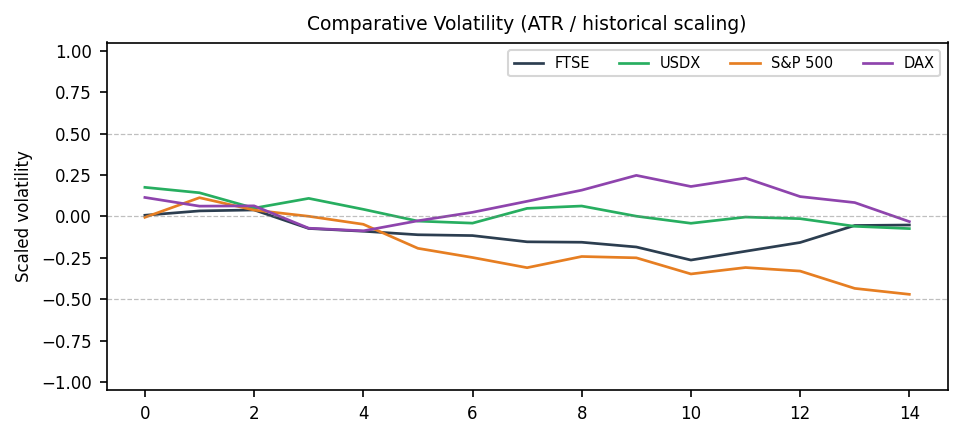 Comparative Volatility (ATR / historical scaling)
FTSE USDX S&P 500 DAX
Scaled volatility
1.00
0.75
0.50
0.25
0.00
−0.25
−0.50
−0.75
−1.00
0 2 4 6 8 10 12 14